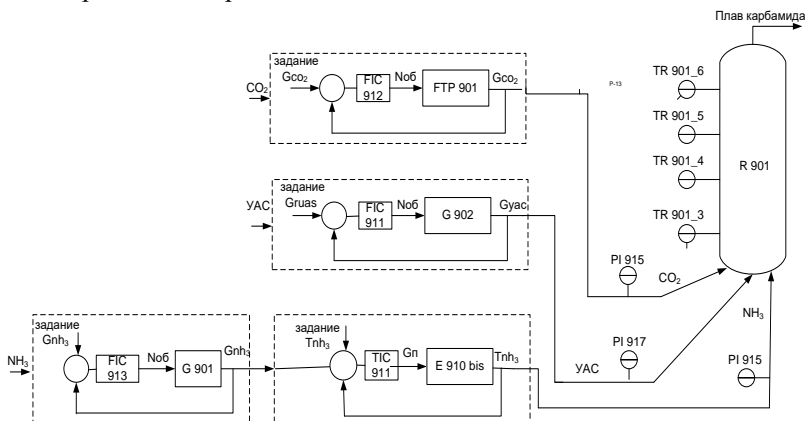 Плав карбамида
задание
Gco₂
FIC
912
Nоб
FTP 901
Gco₂
CO₂
P-13
TR 901_6
TR 901_5
TR 901_4
TR 901_3
R 901
задание
Gruas
FIC
911
Nоб
G 902
Gуас
УАС
PI 915
CO₂
NH₃
задание
Gnh₃
FIC
913
Nоб
G 901
Gnh₃
NH₃
задание
Tnh₃
TIC
911
Gп
E 910 bis
Tnh₃
PI 917
УАС
PI 915